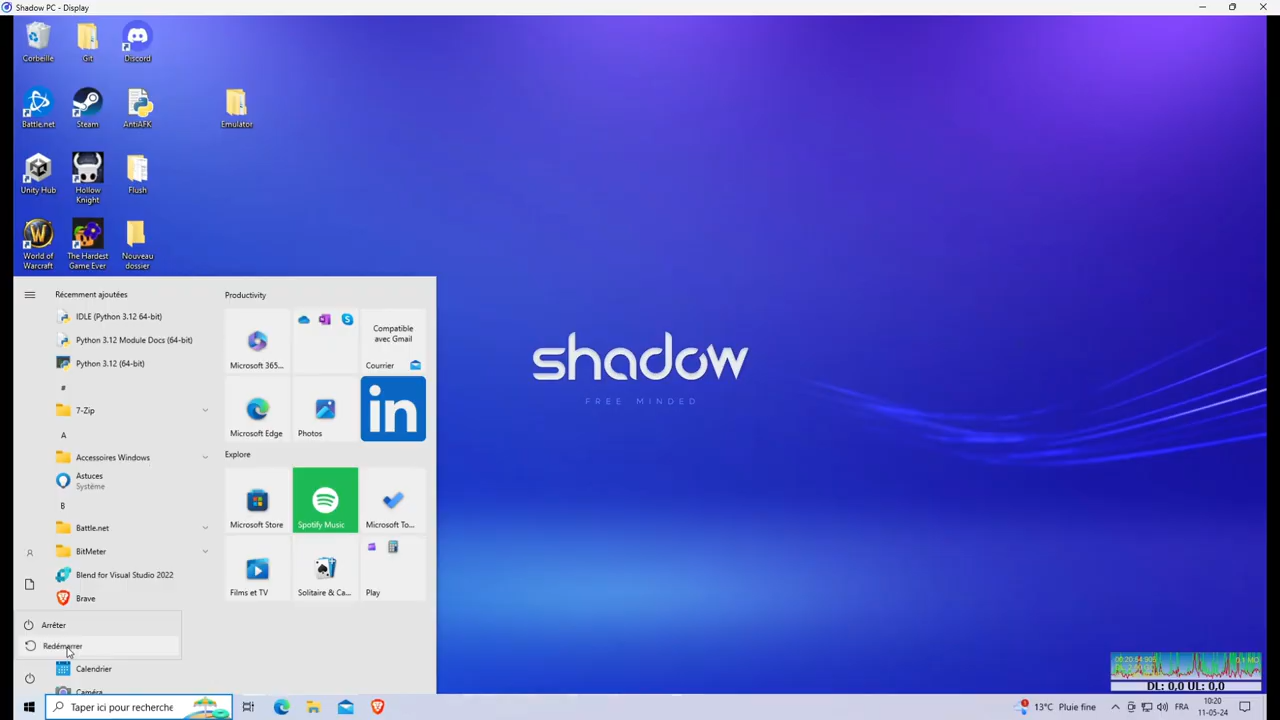 Shadow PC - Display
Corbeille
Git
Discord
Battle.net
Steam
AntiAFK
Emulator
Unity Hub
Hollow
Knight
Flush
World of
Warcraft
The Hardest
Game Ever
Nouveau
dossier
Récemment ajoutées
IDLE (Python 3.12 64-bit)
Python 3.12 Module Docs (64-bit)
Python 3.12 (64-bit)
#
7-Zip
A
Accessoires Windows
Astuces
Système
B
Battle.net
BitMeter
Blend for Visual Studio 2022
Brave
Arrêter
Redémarrer
Calendrier
Caméra
Productivity
Microsoft 365...
Compatible
avec Gmail
Courrier
Microsoft Edge
Photos
in
Explore
Microsoft Store
Spotify Music
Microsoft To...
Films et TV
Solitaire & Ca...
Play
shadow
FREE MINDED
DL: 0,0 UL: 0,0
Taper ici pour recherche
13°C Pluie fine
FRA
10:20
11-05-24